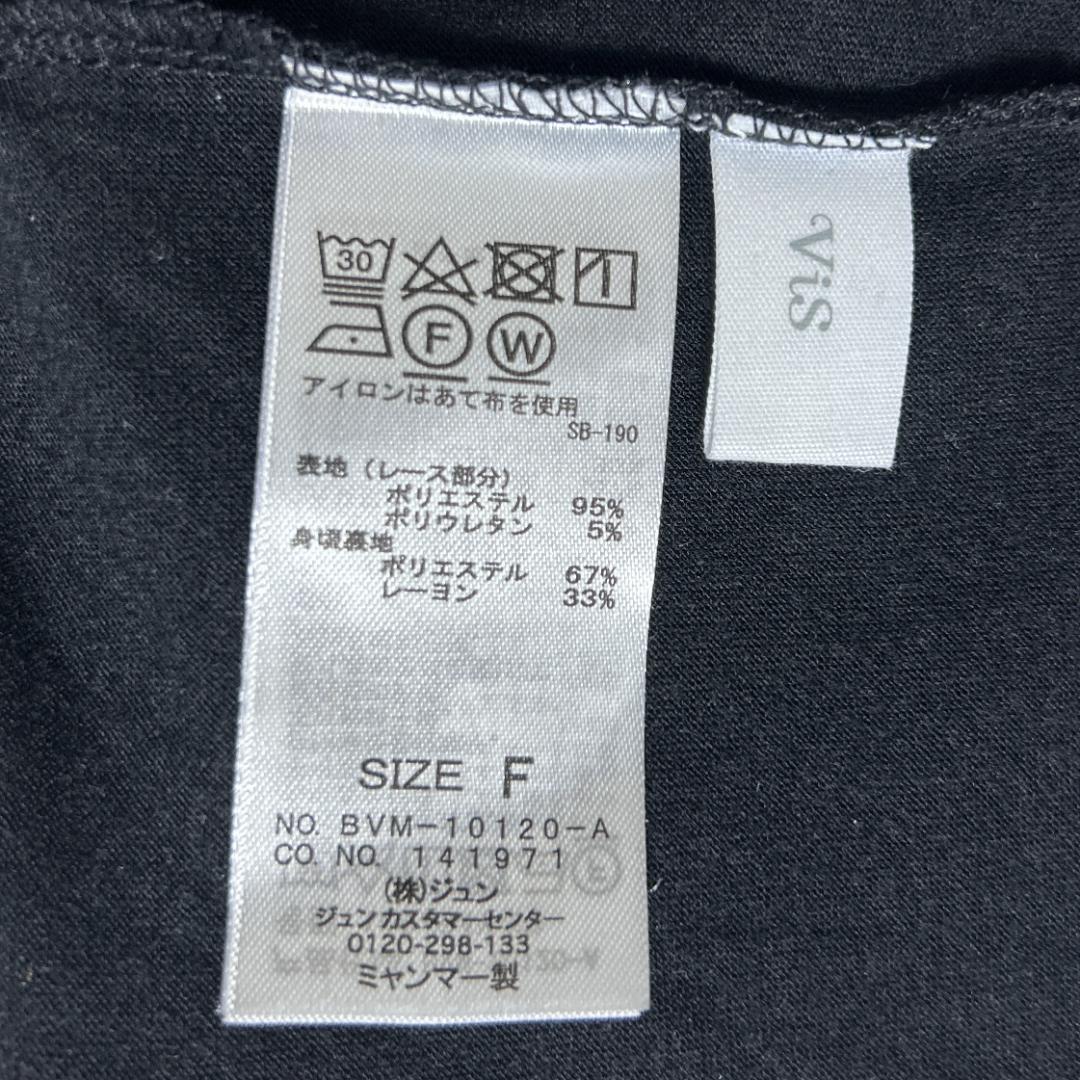 30
F W
アイロンはあて布を使用
SB-190
表地(レース部分)
ポリエステル 95%
ポリウレタン 5%
身頃裏地
ポリエステル 67%
レーヨン 33%
SIZE F
NO. BVM-10120-A
CO. NO. 141971
(株)ジュン
ジュンカスタマーセンター
0120-298-133
ミャンマー製
ViS